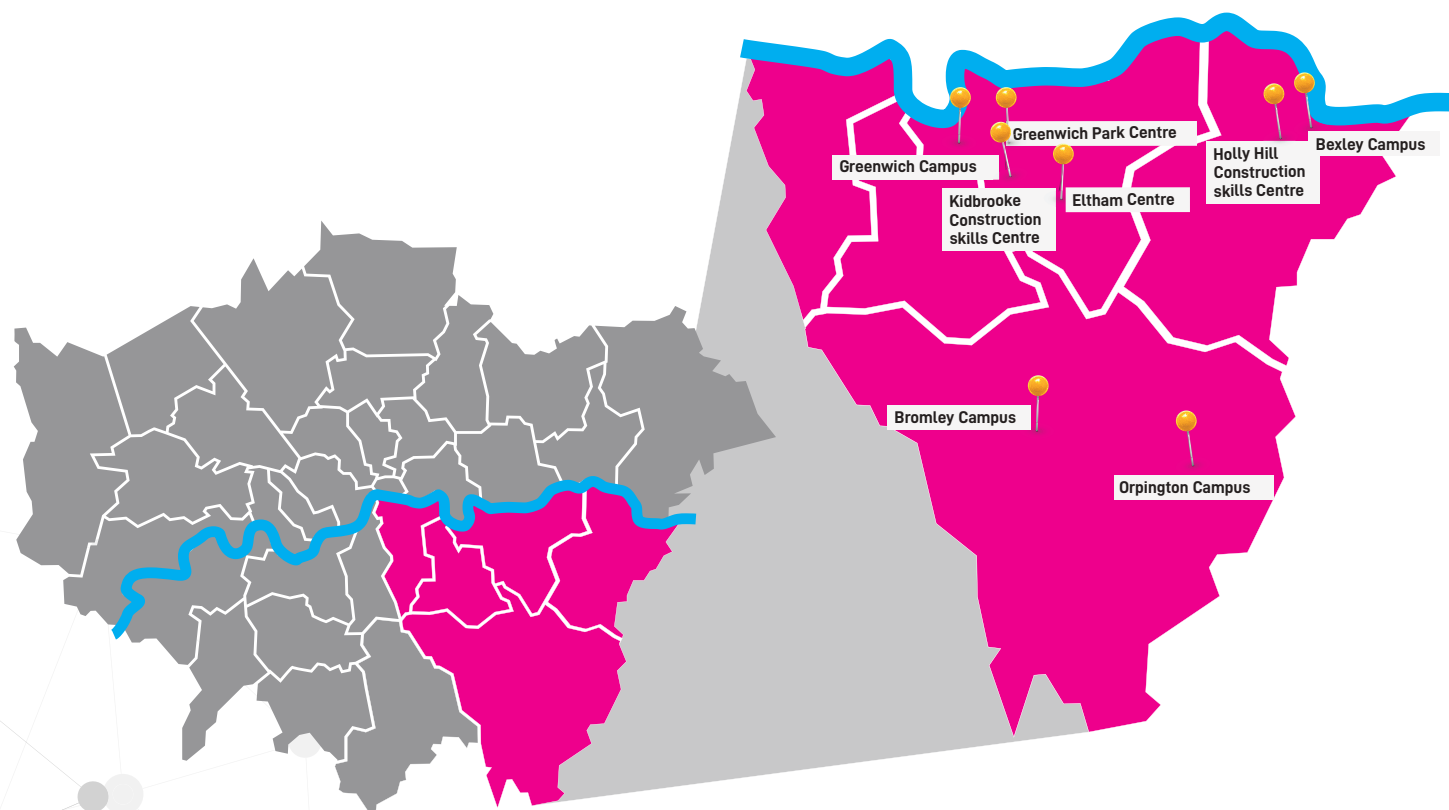 Greenwich Park Centre
Greenwich Campus
Kidbrooke
Construction
skills Centre
Eltham Centre
Holly Hill
Construction
skills Centre
Bexley Campus
Bromley Campus
Orpington Campus